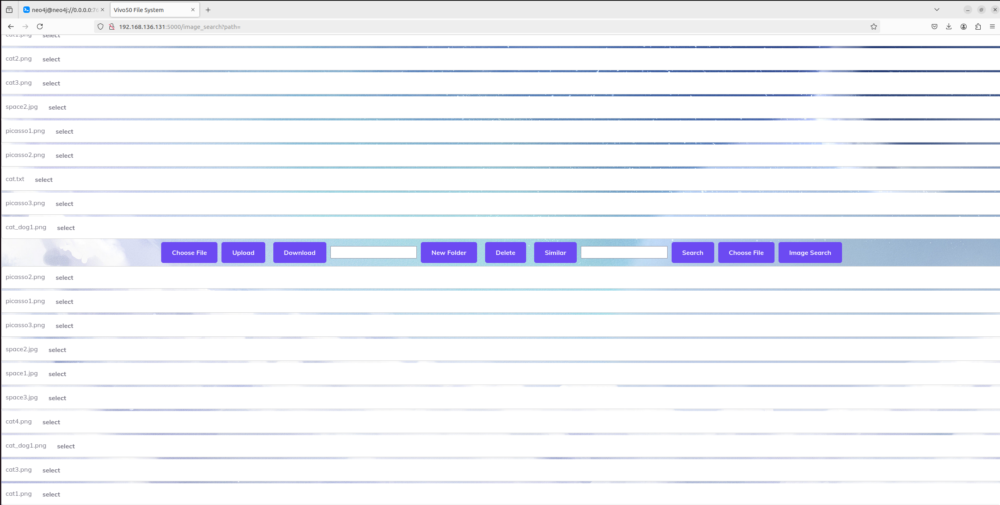 neo4j@neo4j://0.0.0.0:76
Vivo50 File System
192.168.136.131:5000/image_search?path=
cat1.png select
cat2.png select
cat3.png select
space2.jpg select
picasso1.png select
picasso2.png select
cat.txt select
picasso3.png select
cat_dog1.png select
Choose File Upload Download New Folder Delete Similar Search Choose File Image Search
picasso2.png select
picasso1.png select
picasso3.png select
space2.jpg select
space1.jpg select
space3.jpg select
cat4.png select
cat_dog1.png select
cat3.png select
cat1.png select